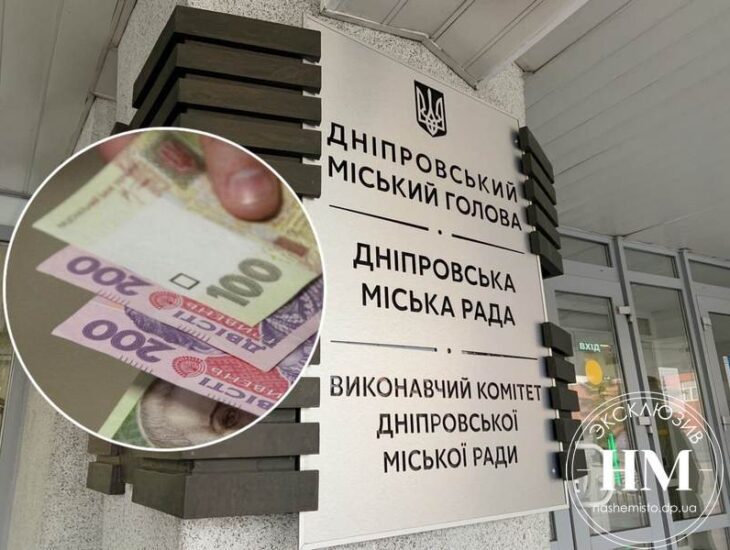 ДНІПРОВСЬКИЙ
МІСЬКИЙ ГОЛОВА
ДНІПРОВСЬКА
МІСЬКА РАДА
ВИКОНАВЧИЙ КОМІТЕТ
ДНІПРОВСЬКОЇ
МІСЬКОЇ РАДИ
100
200
ДВІСТІ
200
ДВІСТІ
ВХІД
ЭКСКЛЮЗИВ
НМ
nashemisto.dp.ua